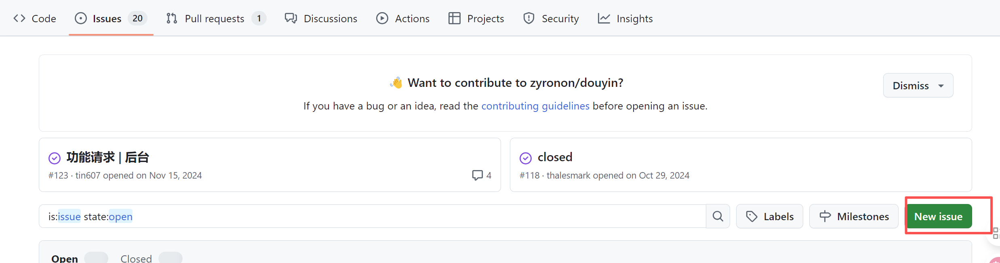 Code Issues 20 Pull requests 1 Discussions Actions Projects Security Insights
👋 Want to contribute to zyronon/douyin?
Dismiss
If you have a bug or an idea, read the contributing guidelines before opening an issue.
功能请求 | 后台
#123 · tin607 opened on Nov 15, 2024
4
closed
#118 · thalesmark opened on Oct 29, 2024
is:issue state:open
Labels
Milestones
New issue
Open
Closed